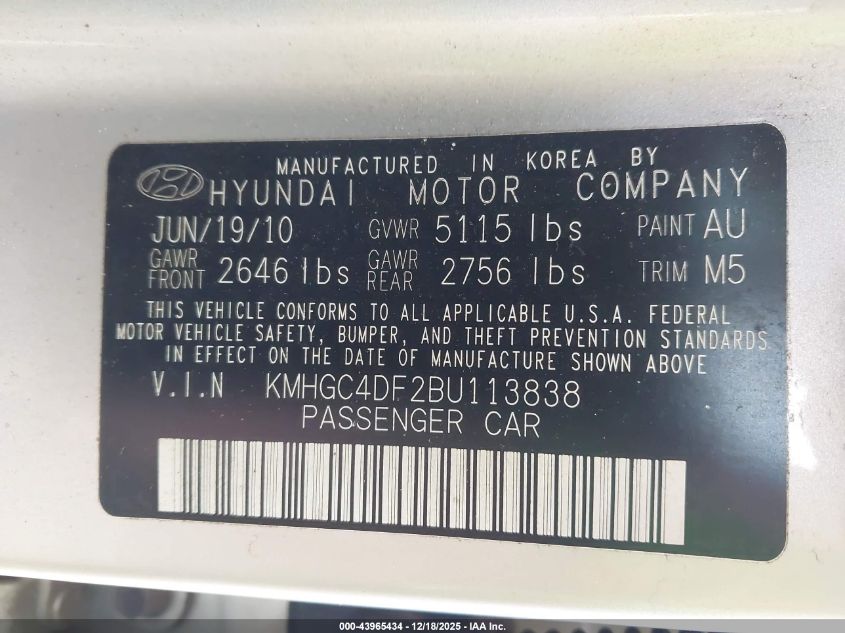 MANUFACTURED IN KOREA BY
HYUNDAI MOTOR COMPANY
JUN/19/10 GVWR 5115 lbs PAINT AU
GAWR FRONT 2646 lbs GAWR REAR 2756 lbs TRIM M5
THIS VEHICLE CONFORMS TO ALL APPLICABLE U.S.A. FEDERAL
MOTOR VEHICLE SAFETY, BUMPER, AND THEFT PREVENTION STANDARDS
IN EFFECT ON THE DATE OF MANUFACTURE SHOWN ABOVE
V.I.N KMHGC4DF2BU113838
PASSENGER CAR
000-43965434 - 12/18/2025 - IAA Inc.